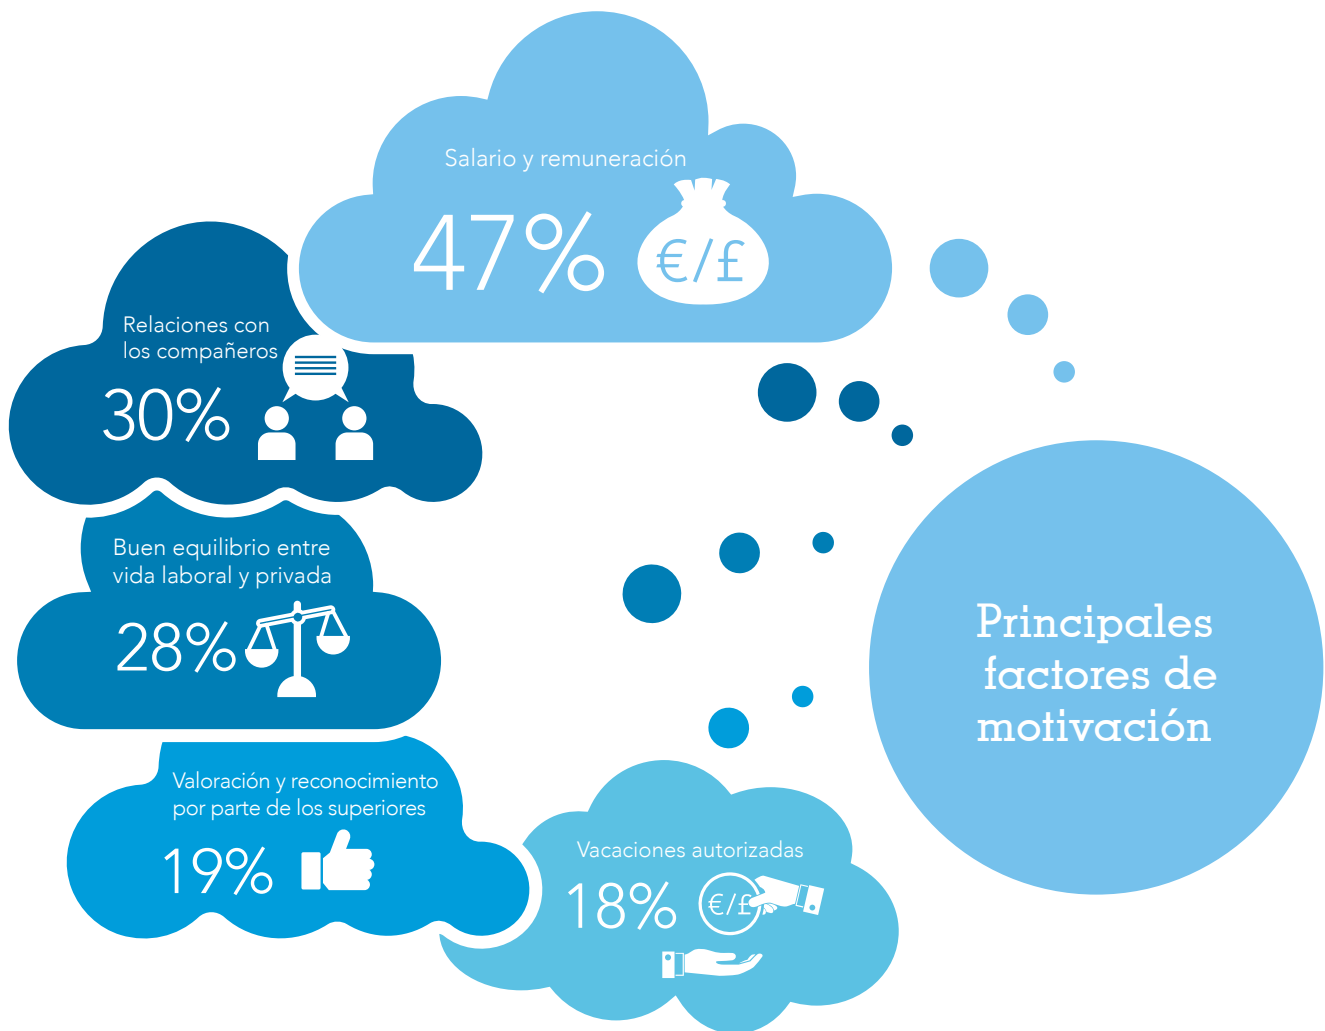 Salario y remuneración
47%
€/£
Relaciones con
los compañeros
30%
Buen equilibrio entre
vida laboral y privada
28%
Valoración y reconocimiento
por parte de los superiores
19%
Vacaciones autorizadas
18%
€/£
Principales
factores de
motivación